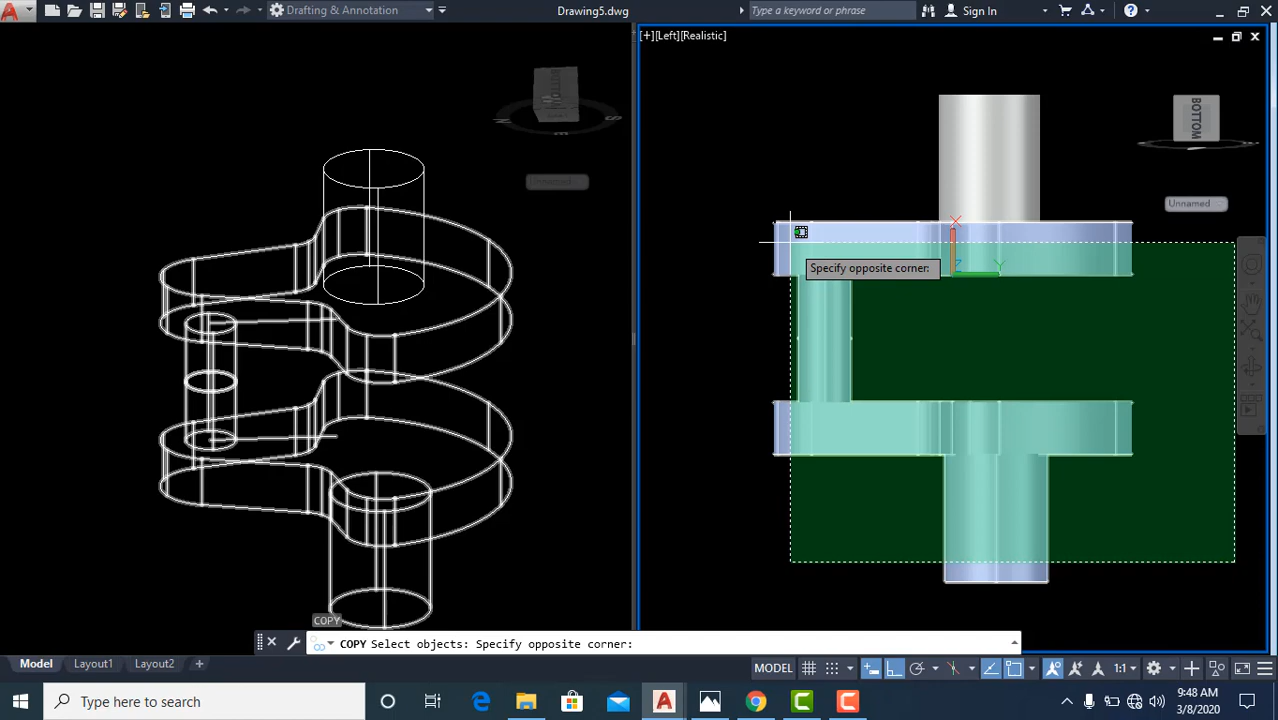 Drafting & Annotation
Drawing5.dwg
Type a keyword or phrase
Sign In
?
[+][Left][Realistic]
BOTTOM
N
S
Unnamed
BOTTOM
Unnamed
X
Z
Y
Specify opposite corner:
COPY
COPY Select objects: Specify opposite corner:
Model
Layout1
Layout2
+
MODEL
1:1
Type here to search
9:48 AM
3/8/2020